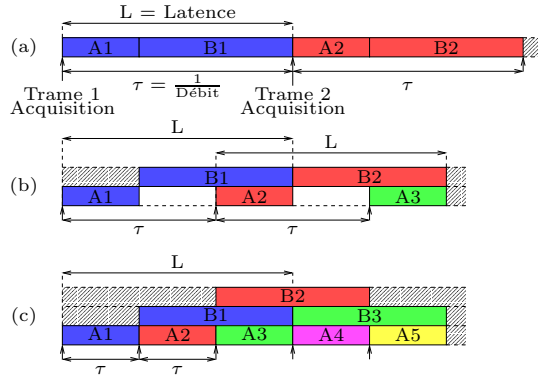 L = Latence
(a) A1 B1 A2 B2
τ = 1/Débit τ
Trame 1 Trame 2
Acquisition Acquisition
L
L
(b) B1 B2
A1 A2 A3
τ τ
L
B2
(c) B1 B3
A1 A2 A3 A4 A5
τ τ